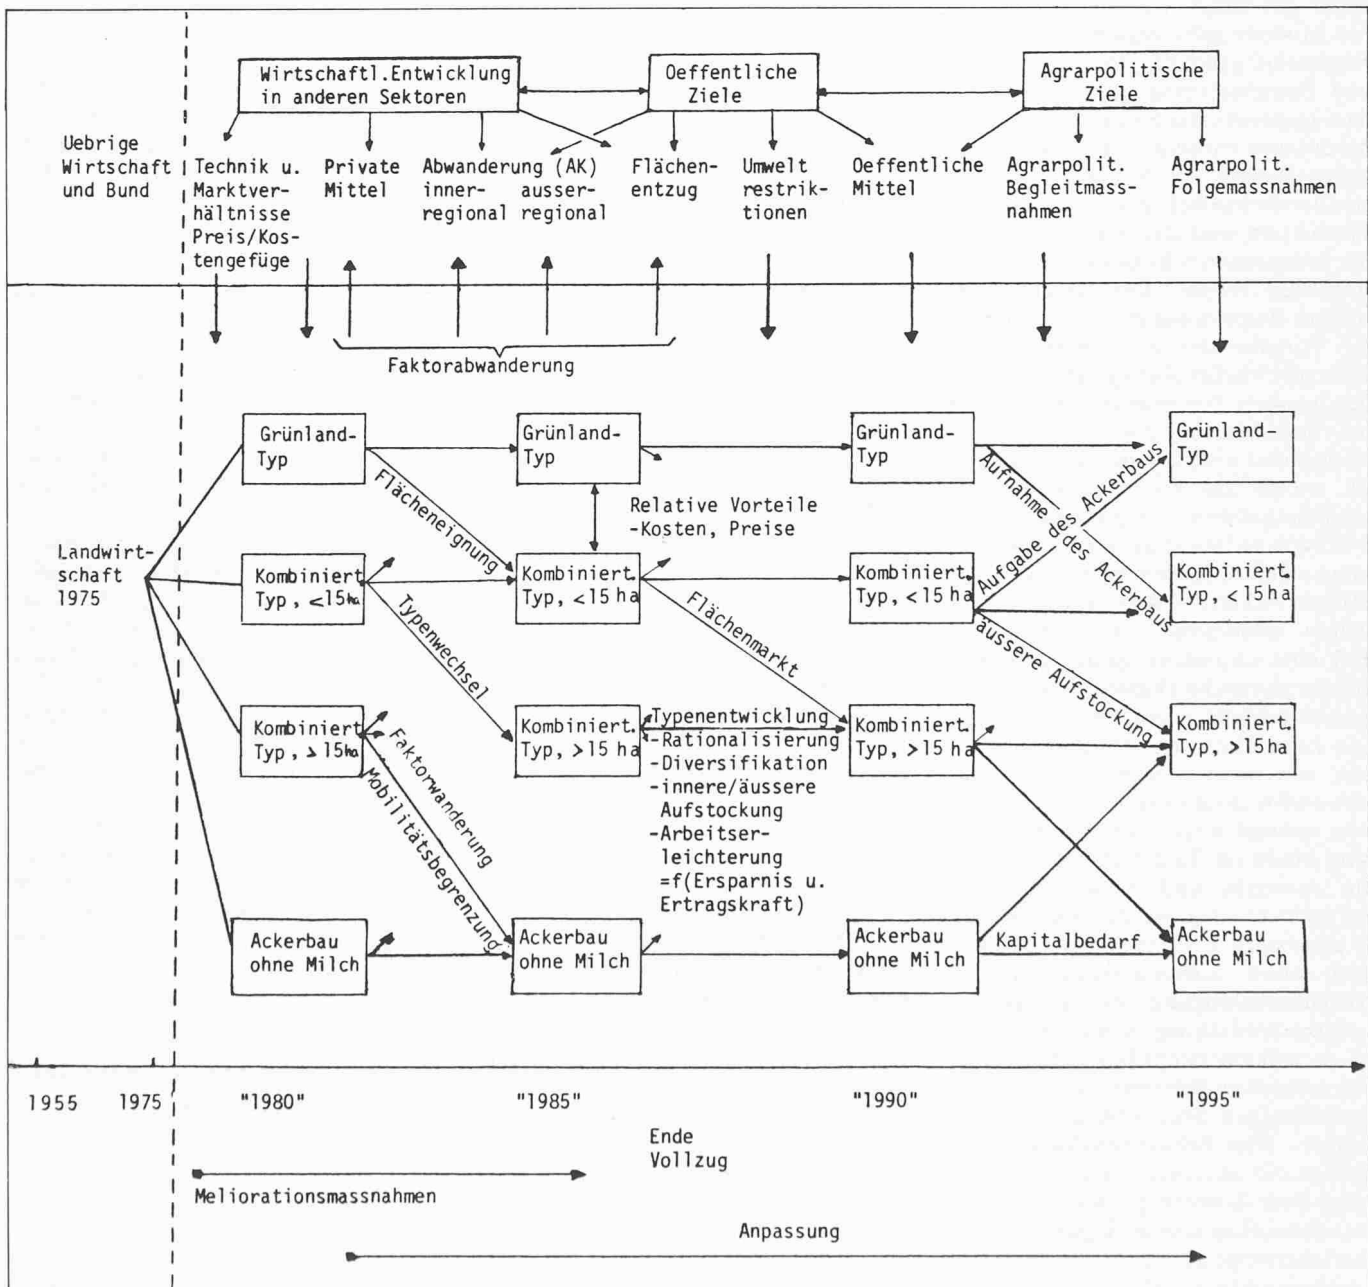 Wirtschaftl.Entwicklung
in anderen Sektoren
Oeffentliche
Ziele
Agrarpolitische
Ziele
Uebrige
Wirtschaft
und Bund
Technik u.
Marktver-
hältnisse
Preis/Kos-
tengefüge
Private
Mittel
Abwanderung (AK)
inner-
regional
ausser-
regional
Flächen-
entzug
Umwelt
restrik-
tionen
Oeffentliche
Mittel
Agrarpolit.
Begleitmass-
nahmen
Agrarpolit.
Folgemassnahmen
Faktorabwanderung
Landwirt-
schaft
1975
Grünland-
Typ
Grünland-
Typ
Grünland-
Typ
Grünland-
Typ
Flächeneignung
Relative Vorteile
-Kosten, Preise
Aufnahme des Ackerbaus
Aufgabe des Ackerbaus
Kombiniert.
Typ, <15ha
Kombiniert.
Typ, <15 ha
Kombiniert.
Typ, <15 ha
Kombiniert.
Typ, <15 ha
Typenwechsel
Flächenmarkt
äussere Aufstockung
Kombiniert.
Typ, >15ha
Kombiniert.
Typ, >15 ha
Kombiniert.
Typ, >15 ha
Kombiniert.
Typ, >15 ha
Faktorwanderung
Mobilitätsbegrenzung
Typenentwicklung
-Rationalisierung
-Diversifikation
-innere/äussere
Aufstockung
-Arbeitser-
leichterung
=f(Ersparnis u.
Ertragskraft)
Ackerbau
ohne Milch
Ackerbau
ohne Milch
Ackerbau
ohne Milch
Kapitalbedarf
Ackerbau
ohne Milch
1955
1975
"1980"
"1985"
"1990"
"1995"
Ende
Vollzug
Meliorationsmassnahmen
Anpassung